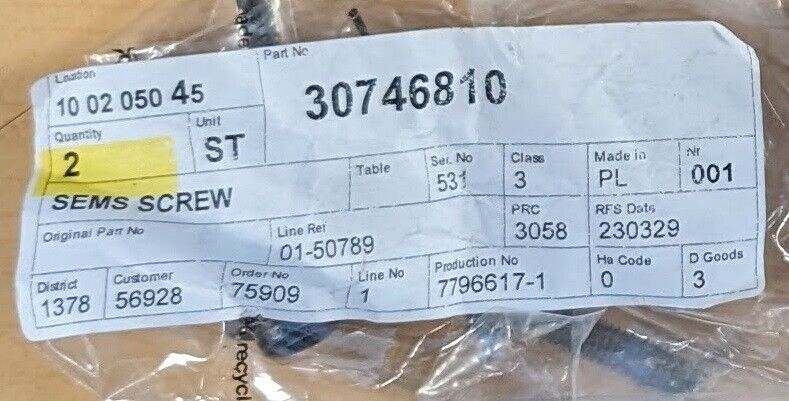 Location
10 02 050 45
Part No
30746810
Quantity
2
Unit
ST
SEMS SCREW
Table
Ser. No
531
Class
3
Made in
PL
Nr
001
Original Part No
Line Ref
01-50789
PRC
3058
RFS Date
230329
District
1378
Customer
56928
Order No
75909
Line No
1
Production No
7796617-1
Ha Code
0
D Goods
3
recycl